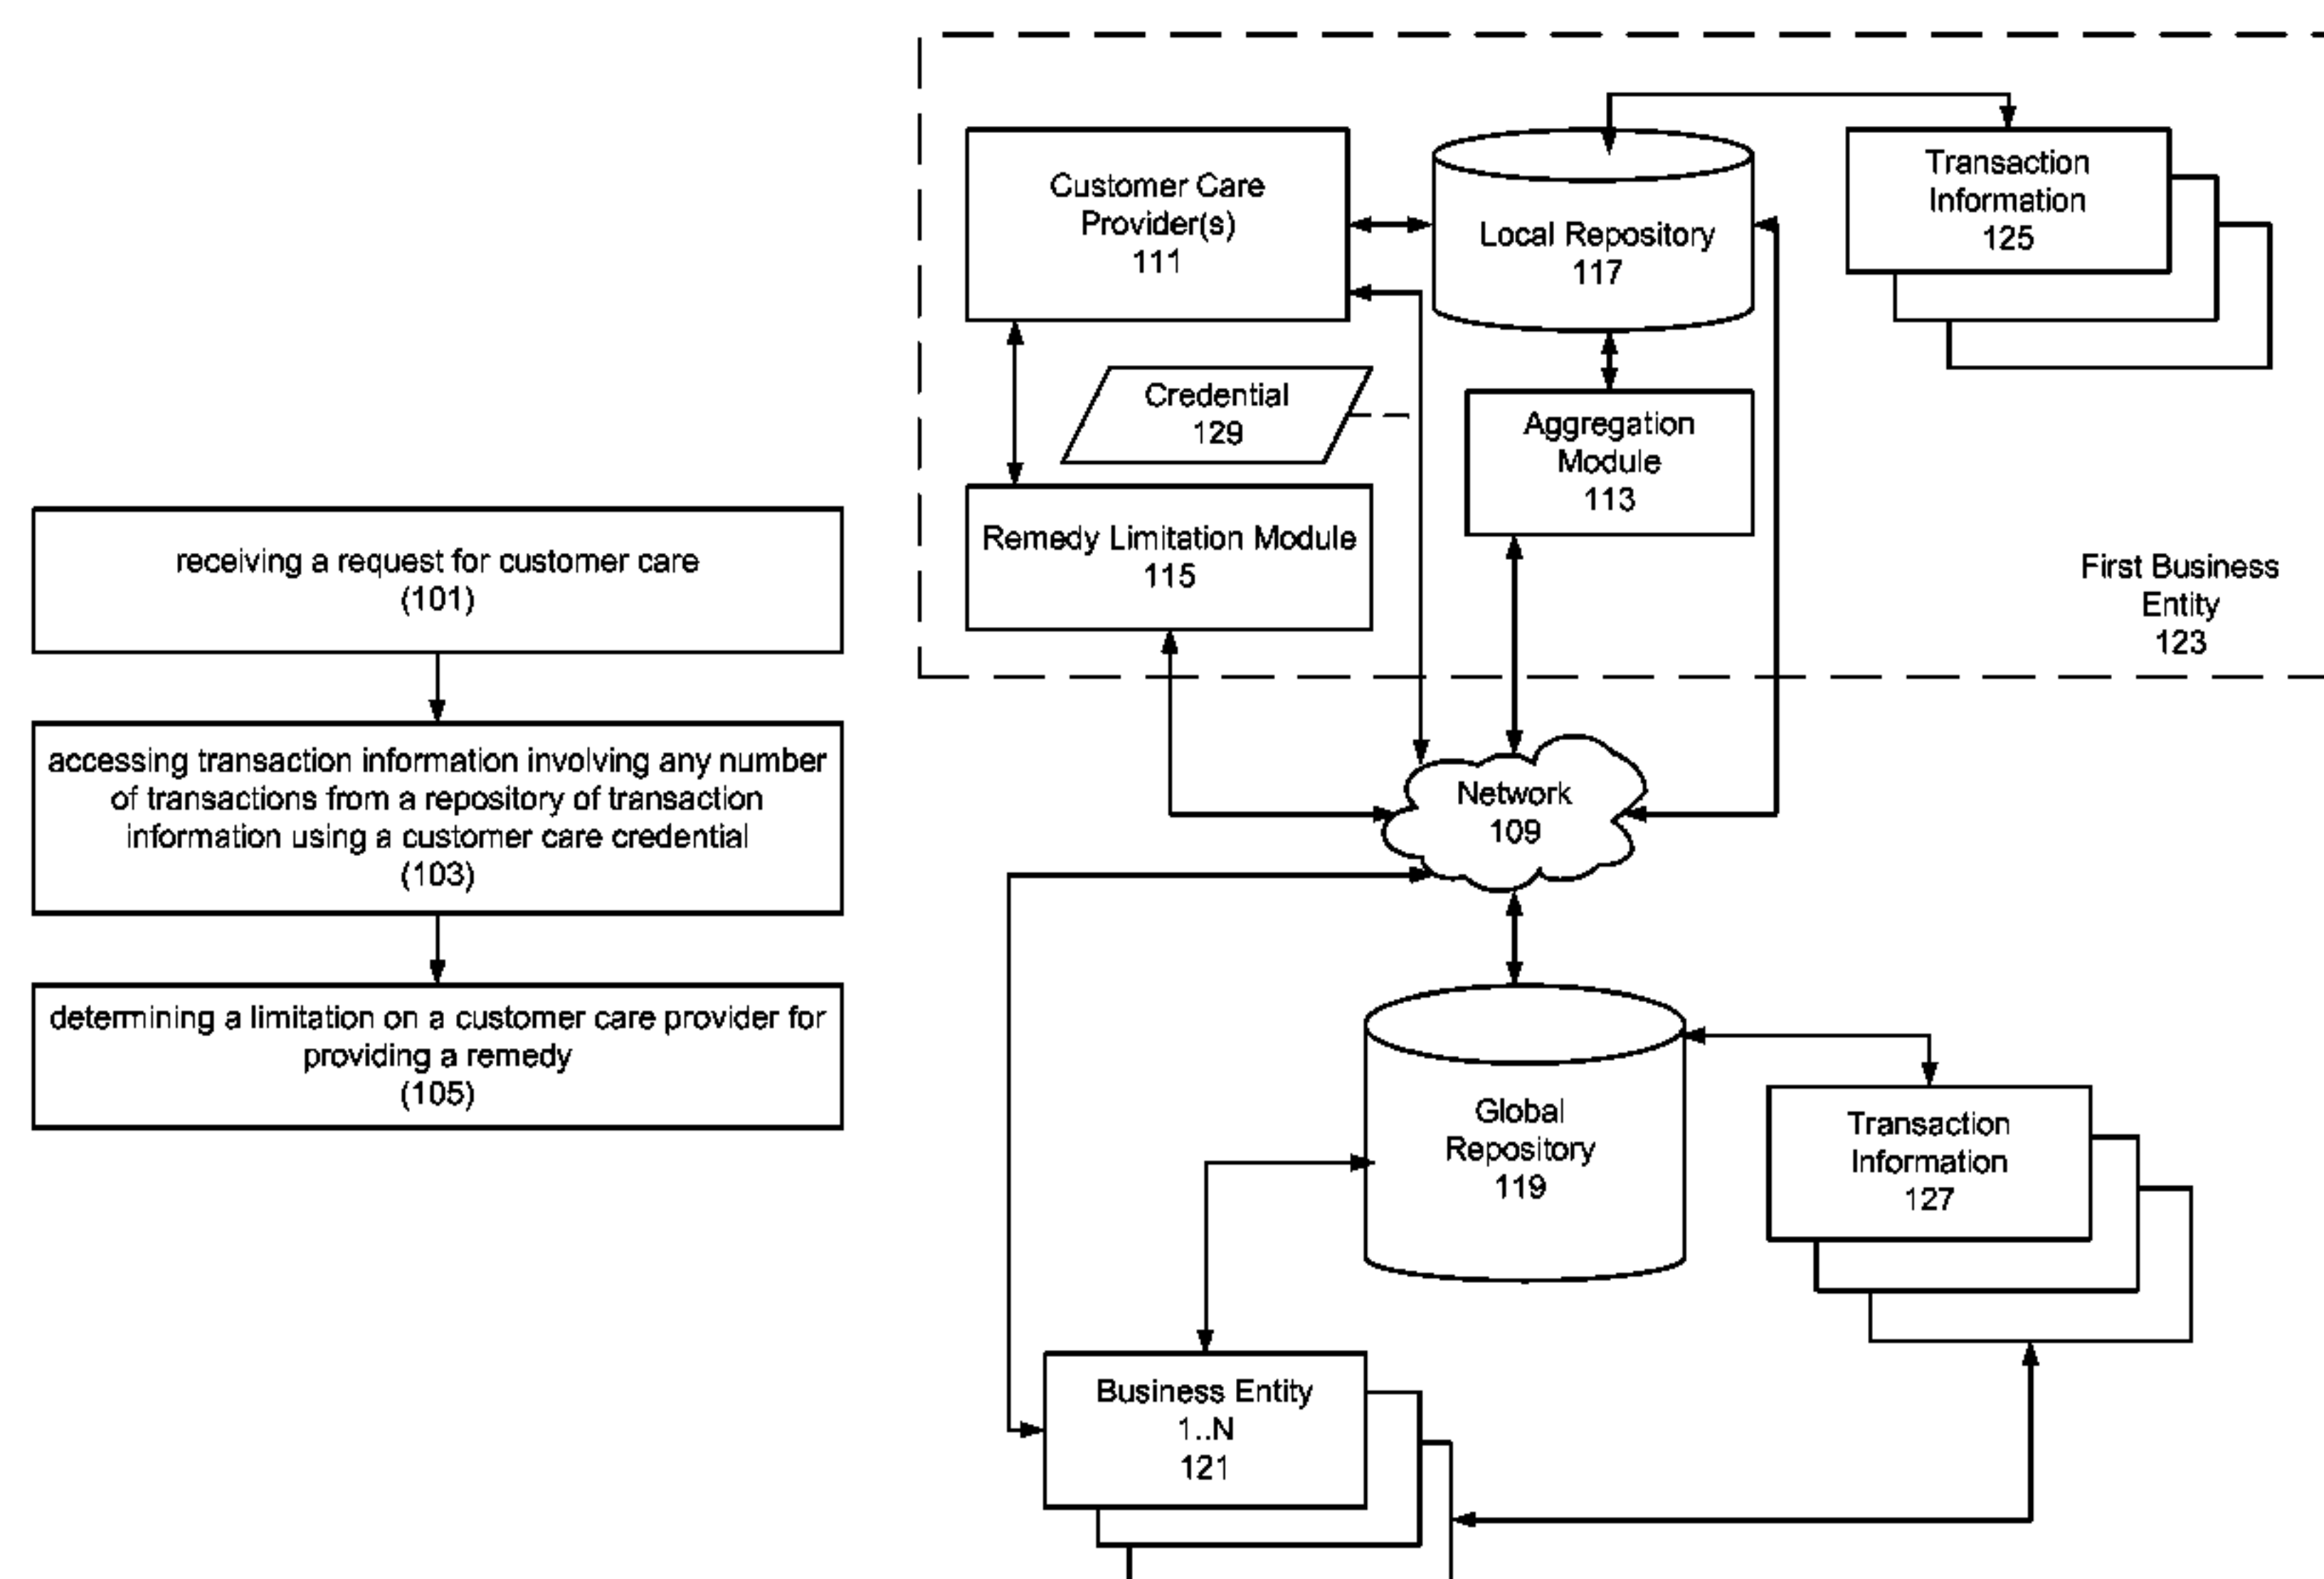 receiving a request for customer care
(101)
accessing transaction information involving any number
of transactions from a repository of transaction
information using a customer care credential
(103)
determining a limitation on a customer care provider for
providing a remedy
(105)
Customer Care
Provider(s)
111
Local Repository
117
Transaction
Information
125
Credential
129
Aggregation
Module
113
Remedy Limitation Module
115
First Business
Entity
123
Network
109
Global
Repository
119
Transaction
Information
127
Business Entity
1..N
121